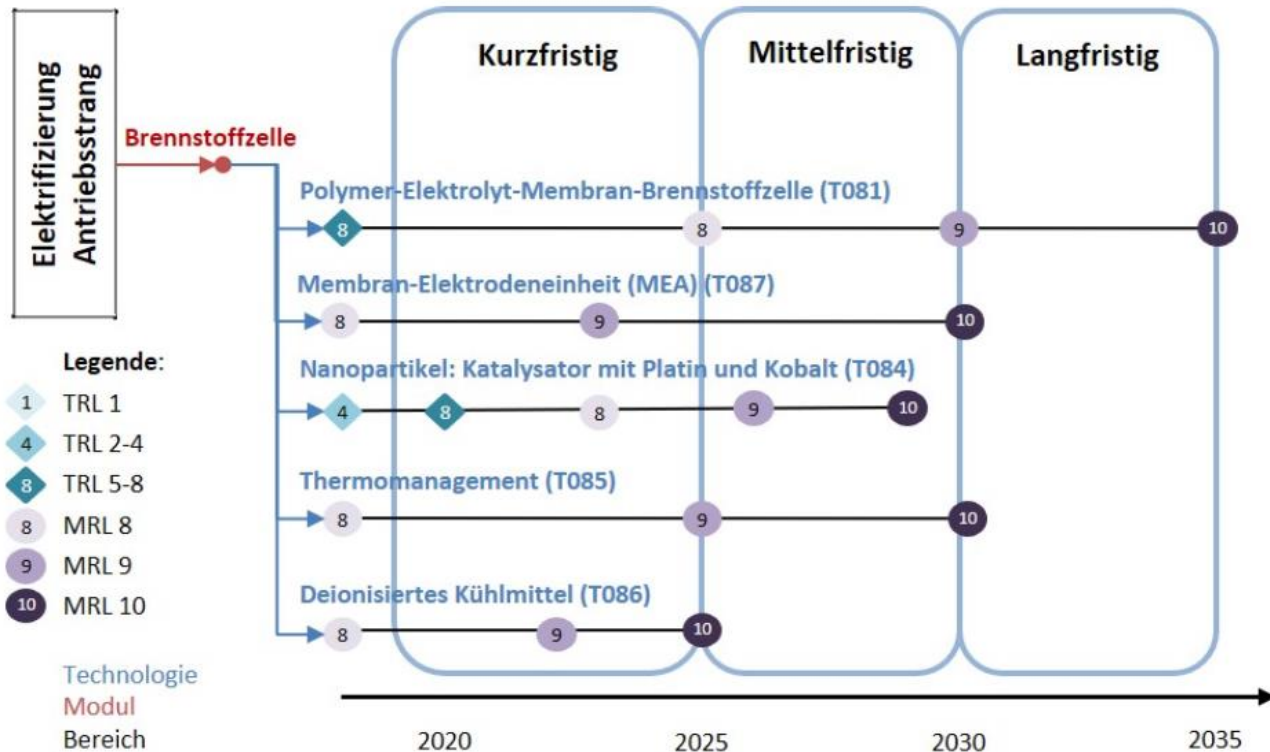 Elektrifizierung
Antriebsstrang
Kurzfristig
Mittelfristig
Langfristig
Brennstoffzelle
Polymer-Elektrolyt-Membran-Brennstoffzelle (T081)
8 8 9 10
Membran-Elektrodeneinheit (MEA) (T087)
8 9 10
Nanopartikel: Katalysator mit Platin und Kobalt (T084)
4 8 8 9 10
Thermomanagement (T085)
8 9 10
Deionisiertes Kühlmittel (T086)
8 9 10
Legende:
1 TRL 1
4 TRL 2-4
8 TRL 5-8
8 MRL 8
9 MRL 9
10 MRL 10
Technologie
Modul
Bereich
2020 2025 2030 2035